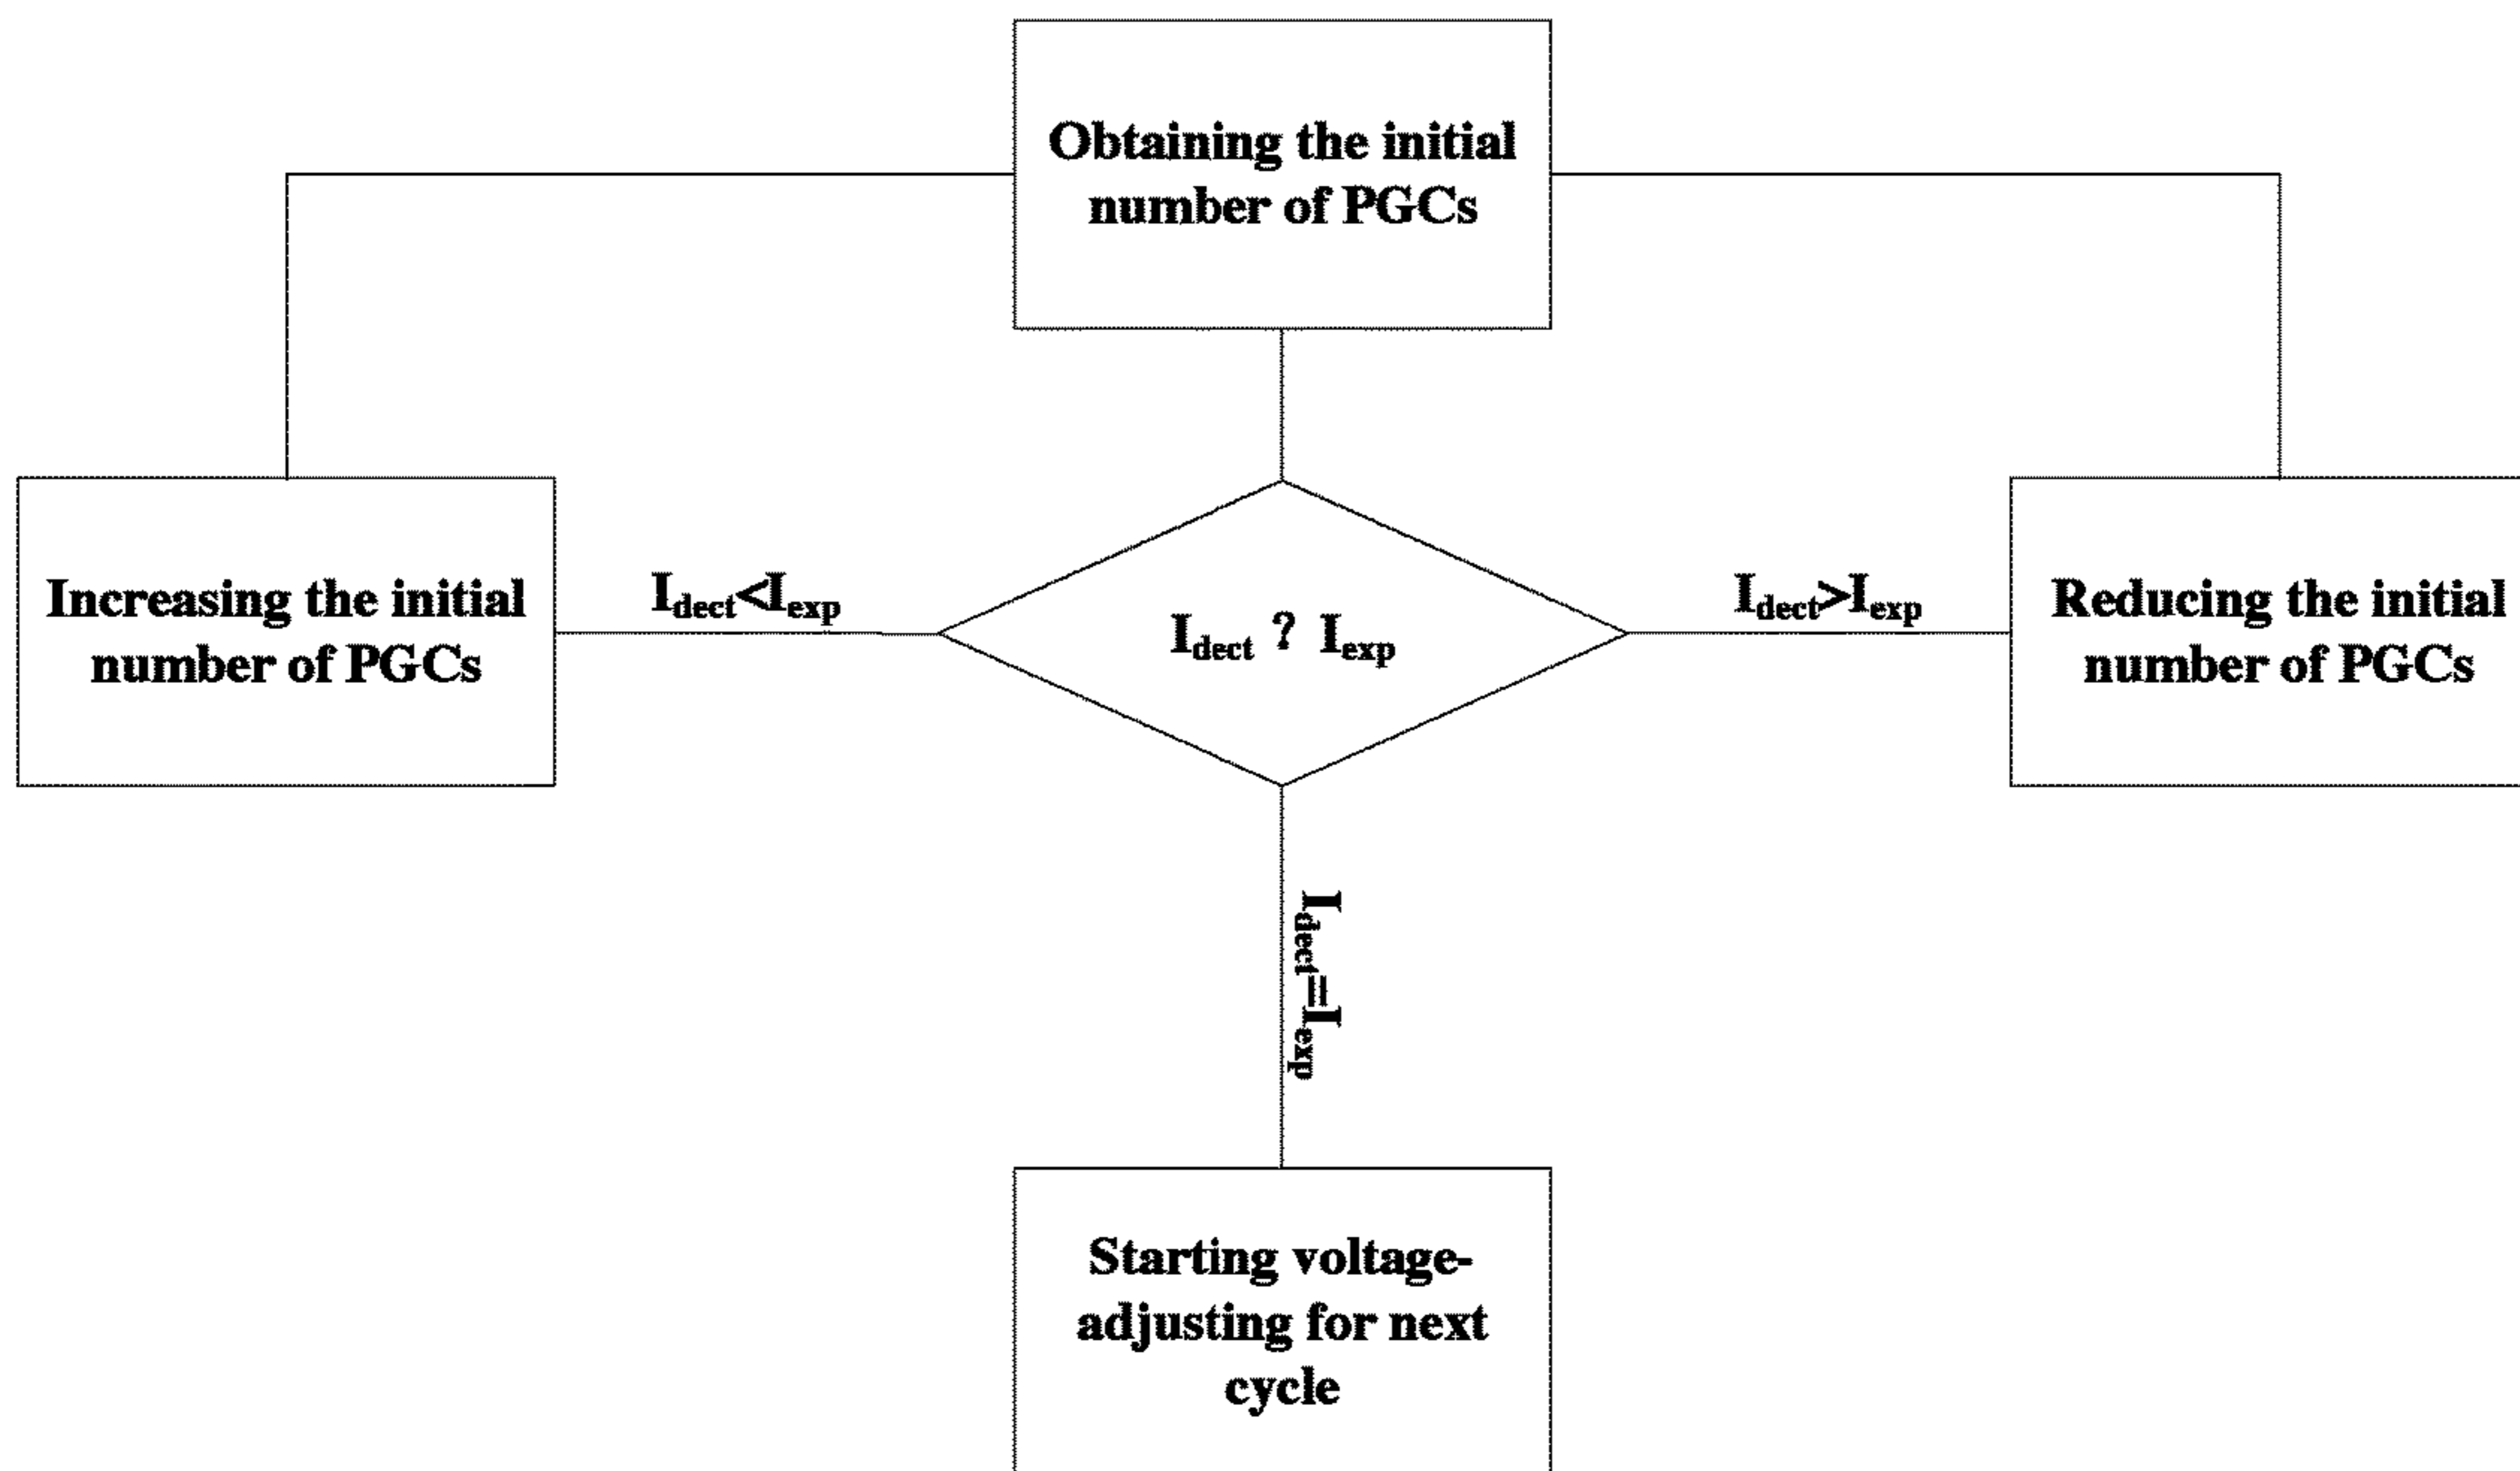 Obtaining the initial
number of PGCs
Increasing the initial
number of PGCs
Idect<Iexp
Idect ? Iexp
Idect>Iexp
Reducing the initial
number of PGCs
Idect=Iexp
Starting voltage-
adjusting for next
cycle